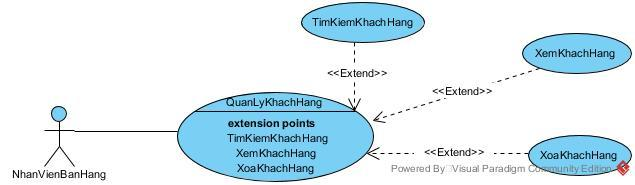 TimKiemKhachHang
<<Extend>>
XemKhachHang
<<Extend>>
QuanLyKhachHang
extension points
TimKiemKhachHang
XemKhachHang
XoaKhachHang
<<Extend>>
XoaKhachHang
NhanVienBanHang
Powered By Visual Paradigm Community Edition